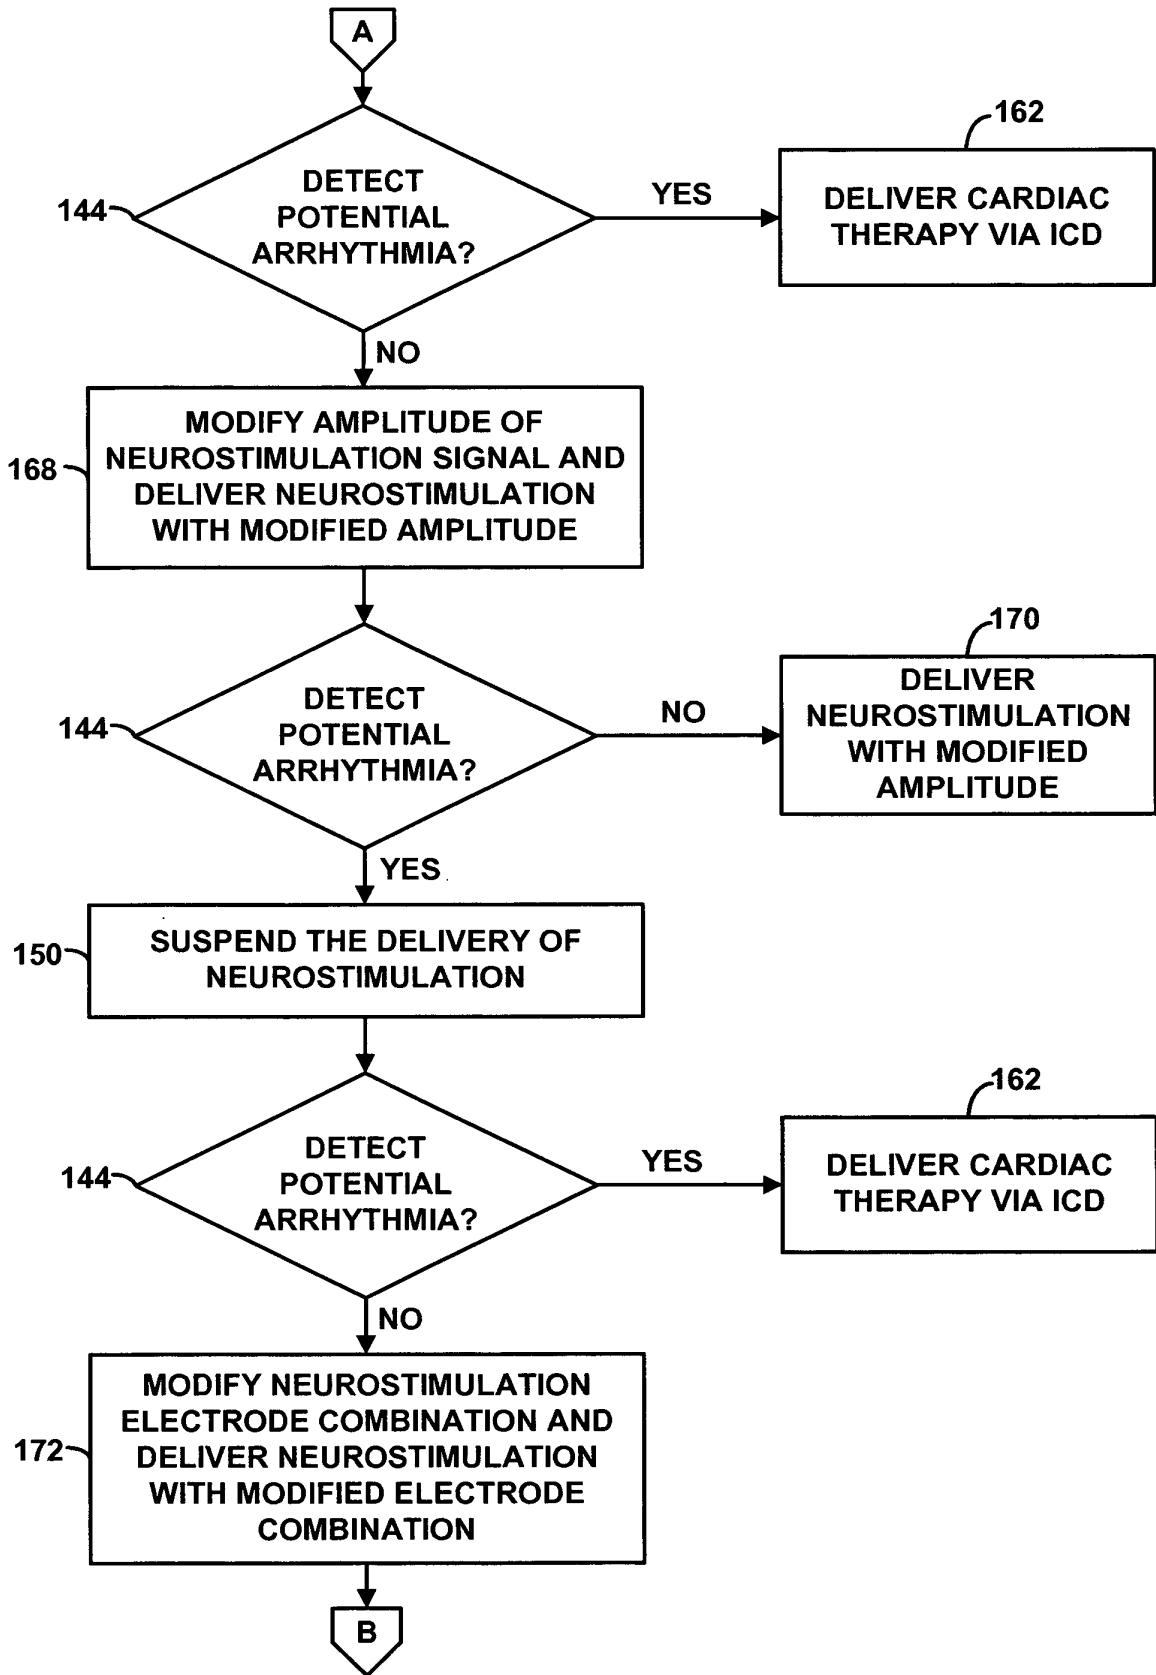 A
144
DETECT
POTENTIAL
ARRHYTHMIA?
YES
162
DELIVER CARDIAC
THERAPY VIA ICD
NO
168
MODIFY AMPLITUDE OF
NEUROSTIMULATION SIGNAL AND
DELIVER NEUROSTIMULATION
WITH MODIFIED AMPLITUDE
144
DETECT
POTENTIAL
ARRHYTHMIA?
NO
170
DELIVER
NEUROSTIMULATION
WITH MODIFIED
AMPLITUDE
YES
150
SUSPEND THE DELIVERY OF
NEUROSTIMULATION
144
DETECT
POTENTIAL
ARRHYTHMIA?
YES
162
DELIVER CARDIAC
THERAPY VIA ICD
NO
172
MODIFY NEUROSTIMULATION
ELECTRODE COMBINATION AND
DELIVER NEUROSTIMULATION
WITH MODIFIED ELECTRODE
COMBINATION
B